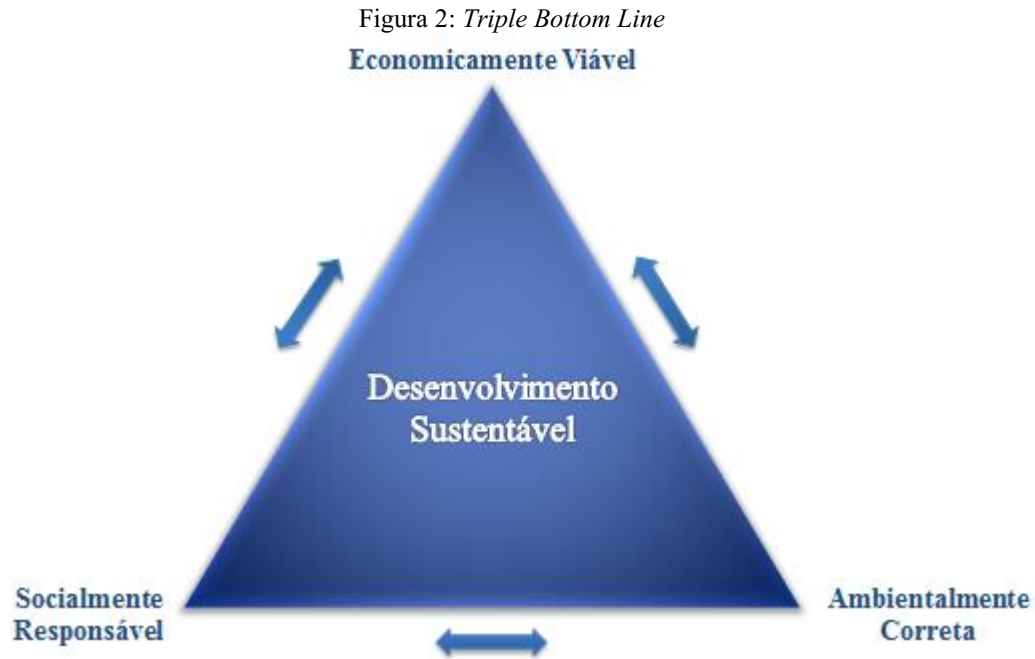 Figura 2: Triple Bottom Line
Economicamente Viável
Desenvolvimento
Sustentável
Socialmente
Responsável
Ambientalmente
Correta